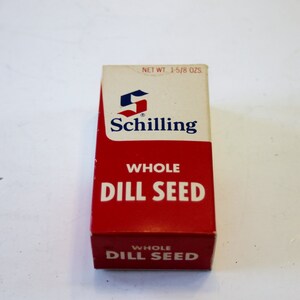 NET WT. 1 5/8 OZS.
S
®
Schilling
WHOLE
DILL SEED
WHOLE
DILL SEED